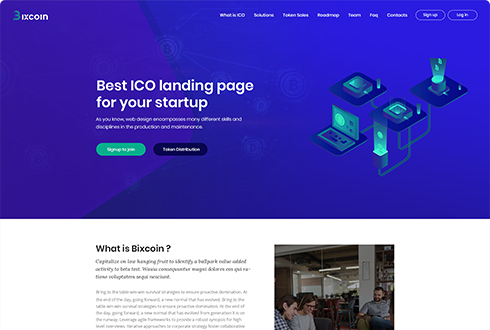 Bixcoin
What is ICO Solutions Token Sales Roadmap Team Faq Contacts Sign up Log in
Best ICO landing page
for your startup
As you know, web design encompasses many different skills and
disciplines in the production and maintenance.
Signup to join Token Distribution
What is Bixcoin ?
Capitalize on low hanging fruit to identify a ballpark value added
activity to beta test. Wasiu consequuntur magni dolores eos qui ra-
tione voluptatem sequi nesciunt.
Bring to the table win-win survival strategies to ensure proactive domination. At
the end of the day, going forward, a new normal that has evolved. Bring to the
table win-win survival strategies to ensure proactive domination. At the end of
the day, going forward, a new normal that has evolved from generation X is on
the runway. Leverage agile frameworks to provide a robust synopsis for high
level overviews. Iterative approaches to corporate strategy foster collaborative